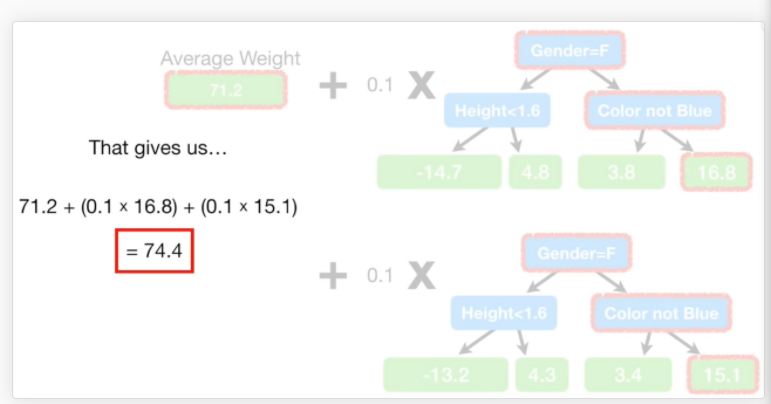 Average Weight
71.2
+ 0.1 X
Gender=F
Height<1.6
Color not Blue
-14.7
4.8
3.8
16.8
That gives us…
71.2 + (0.1 × 16.8) + (0.1 × 15.1)
= 74.4
+ 0.1 X
Gender=F
Height<1.6
Color not Blue
-13.2
4.3
3.4
15.1